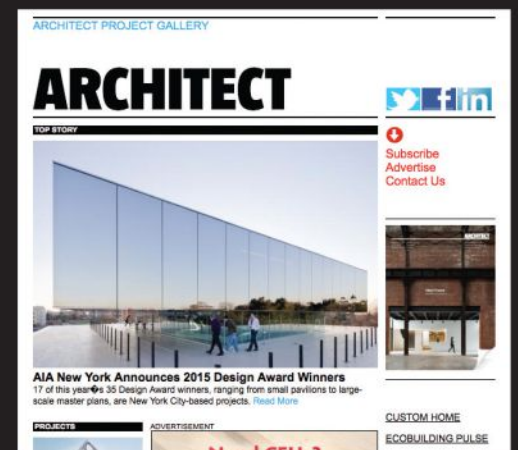 ARCHITECT PROJECT GALLERY
ARCHITECT
TOP STORY
Subscribe
Advertise
Contact Us
ARCHITECT
AIA New York Announces 2015 Design Award Winners
17 of this year�s 35 Design Award winners, ranging from small pavilions to large-
scale master plans, are New York City-based projects. Read More
CUSTOM HOME
ECOBUILDING PULSE
PROJECTS
ADVERTISEMENT